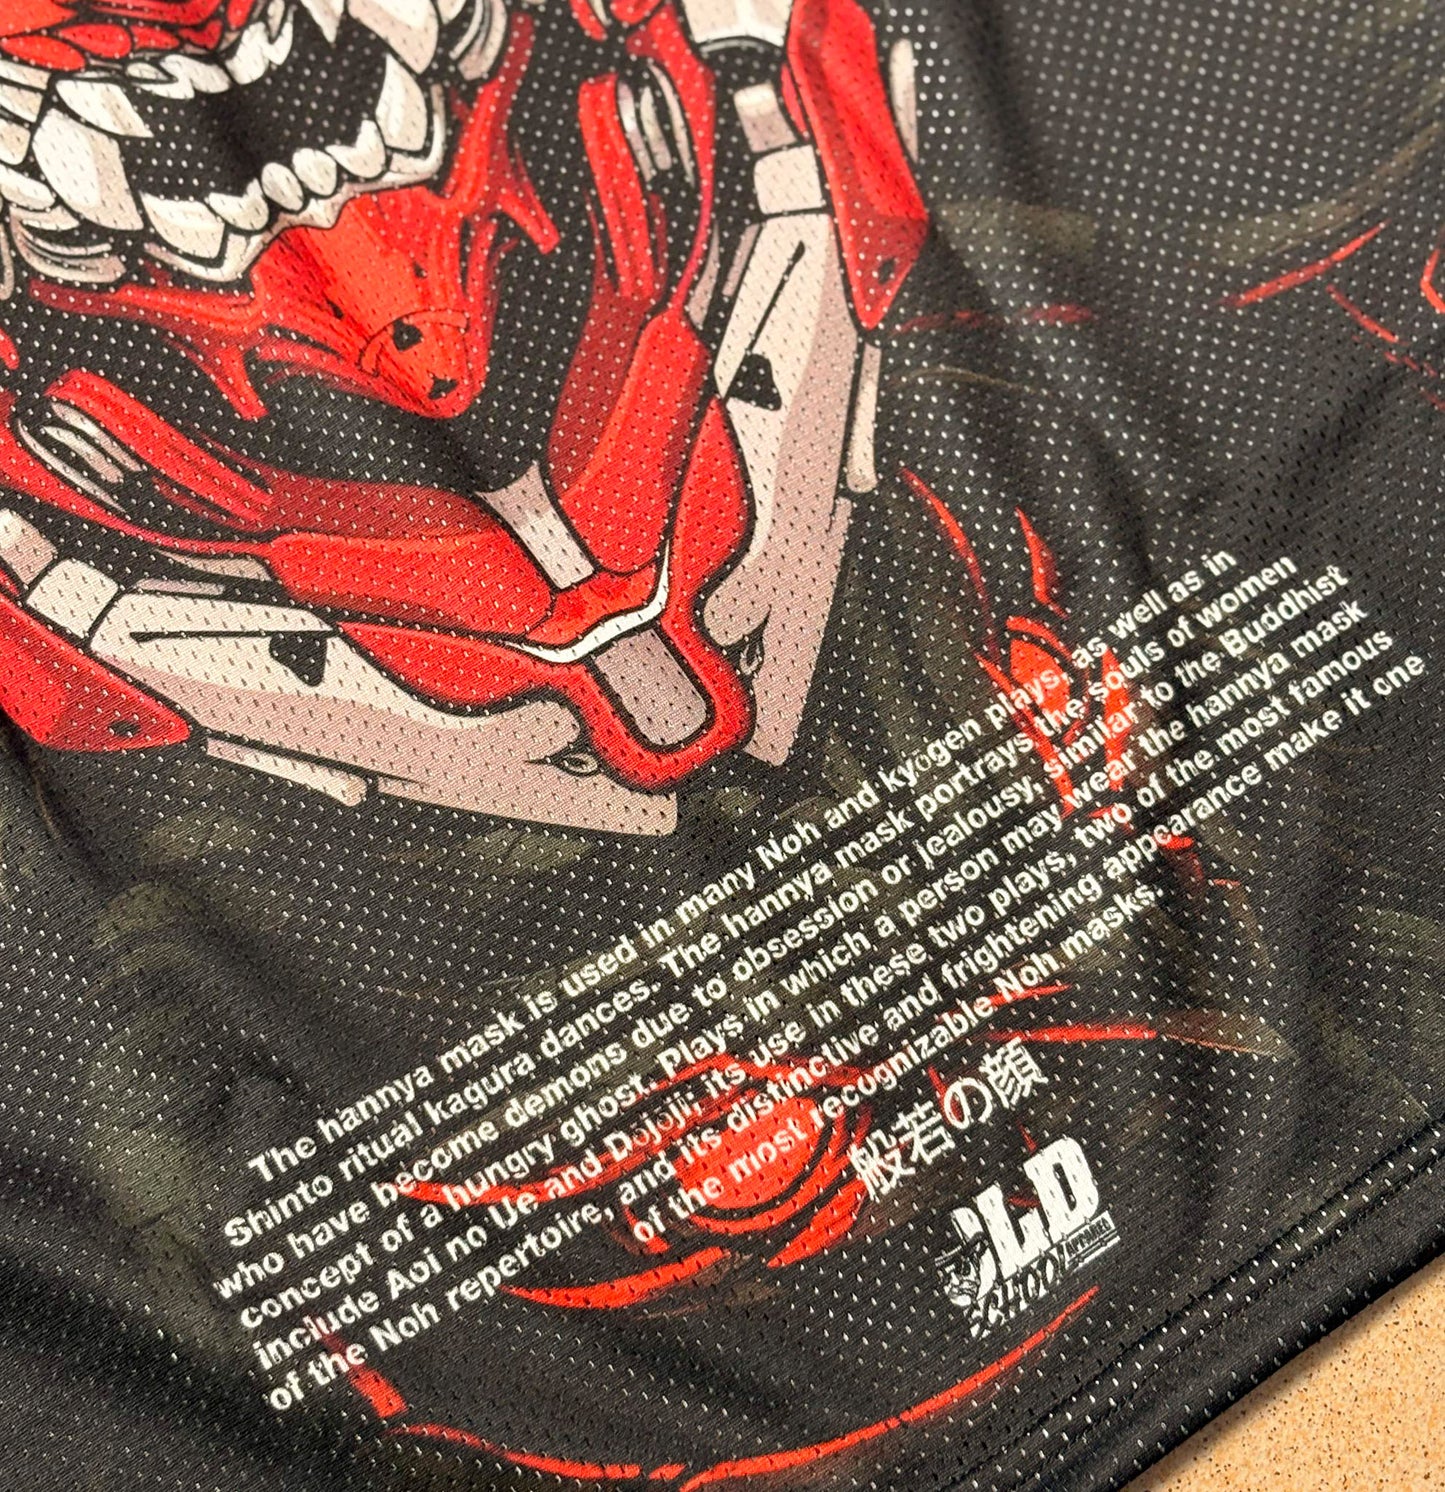 The hannya mask is used in many Noh and kyōgen plays, as well as in
Shinto ritual kagura dances. The hannya mask portrays the souls of women
who have become demons due to obsession or jealousy, similar to the Buddhist
concept of a hungry ghost. Plays in which a person may wear the hannya mask
include Aoi no Ue and Dōjōji; its use in these two plays, two of the most famous
of the Noh repertoire, and its distinctive and frightening appearance make it one
of the most recognizable Noh masks.
般若の顔
OLD
SCHOOL APPAREL